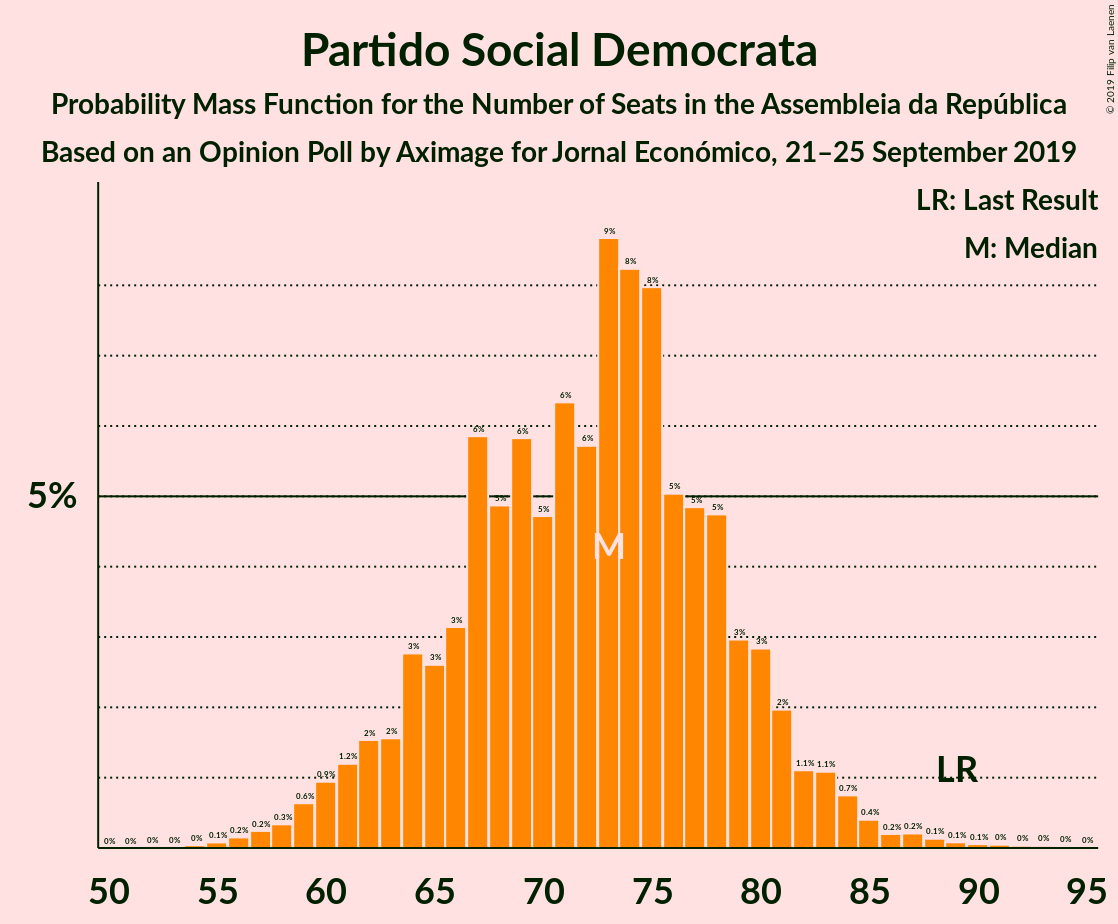 Partido Social Democrata
Probability Mass Function for the Number of Seats in the Assembleia da República
Based on an Opinion Poll by Aximage for Jornal Económico, 21–25 September 2019
© 2019 Filip van Laenen
LR: Last Result
M: Median
5%
0% 0% 0% 0% 0% 0.1% 0.2% 0.2% 0.3% 0.6% 0.9% 1.2% 2% 2% 3% 3% 3% 6% 5% 6% 5% 6% 6% 9% 8% 8% 5% 5% 5% 3% 3% 2% 1.1% 1.1% 0.7% 0.4% 0.2% 0.2% 0.1% 0.1% 0.1% 0% 0% 0% 0% 0%
M
LR
50 55 60 65 70 75 80 85 90 95